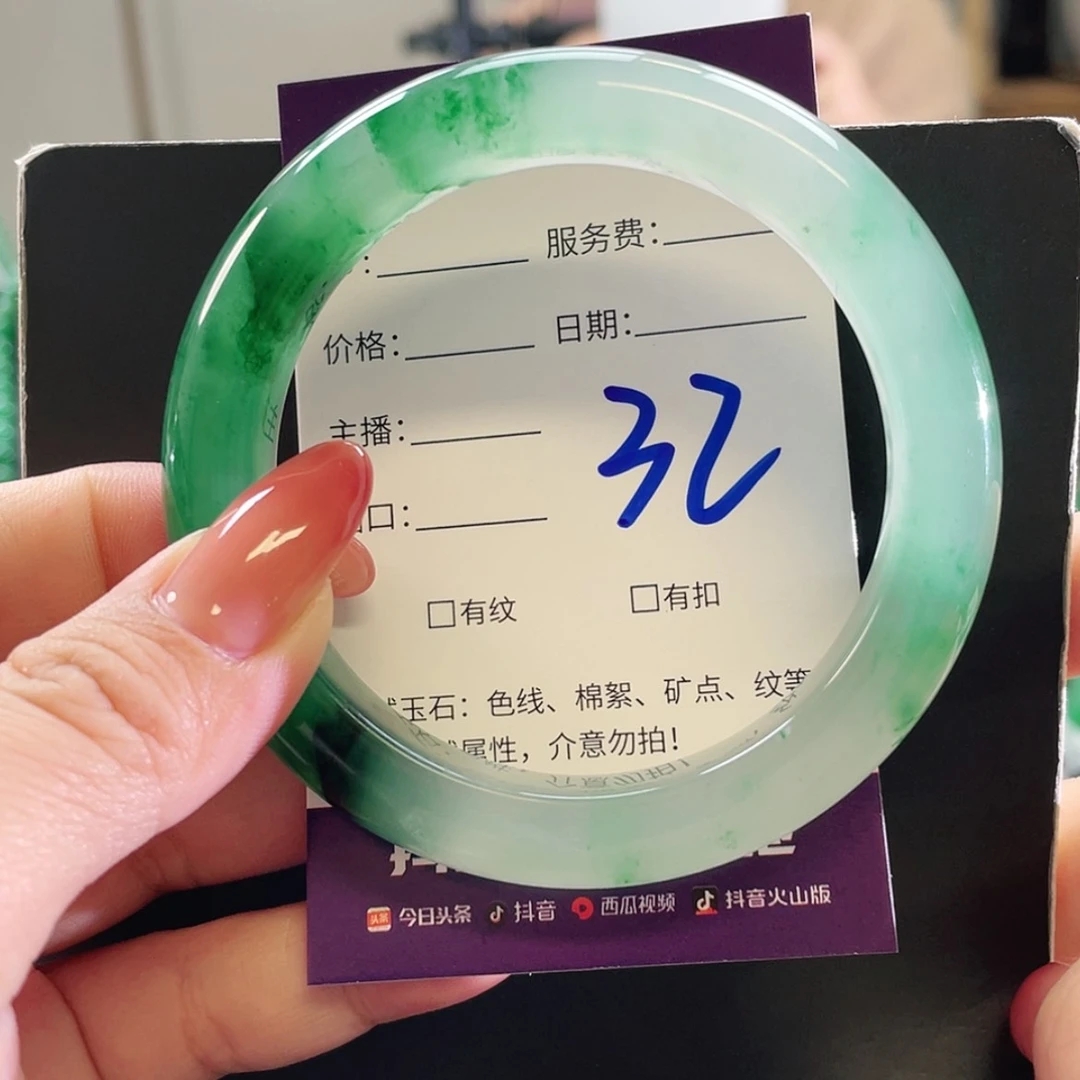 服务费：
价格：
日期：
主播：
口：
32
□有纹
□有扣
玉石：色线、棉絮、矿点、纹等
属性，介意勿拍！
今日头条 抖音 西瓜视频 抖音火山版